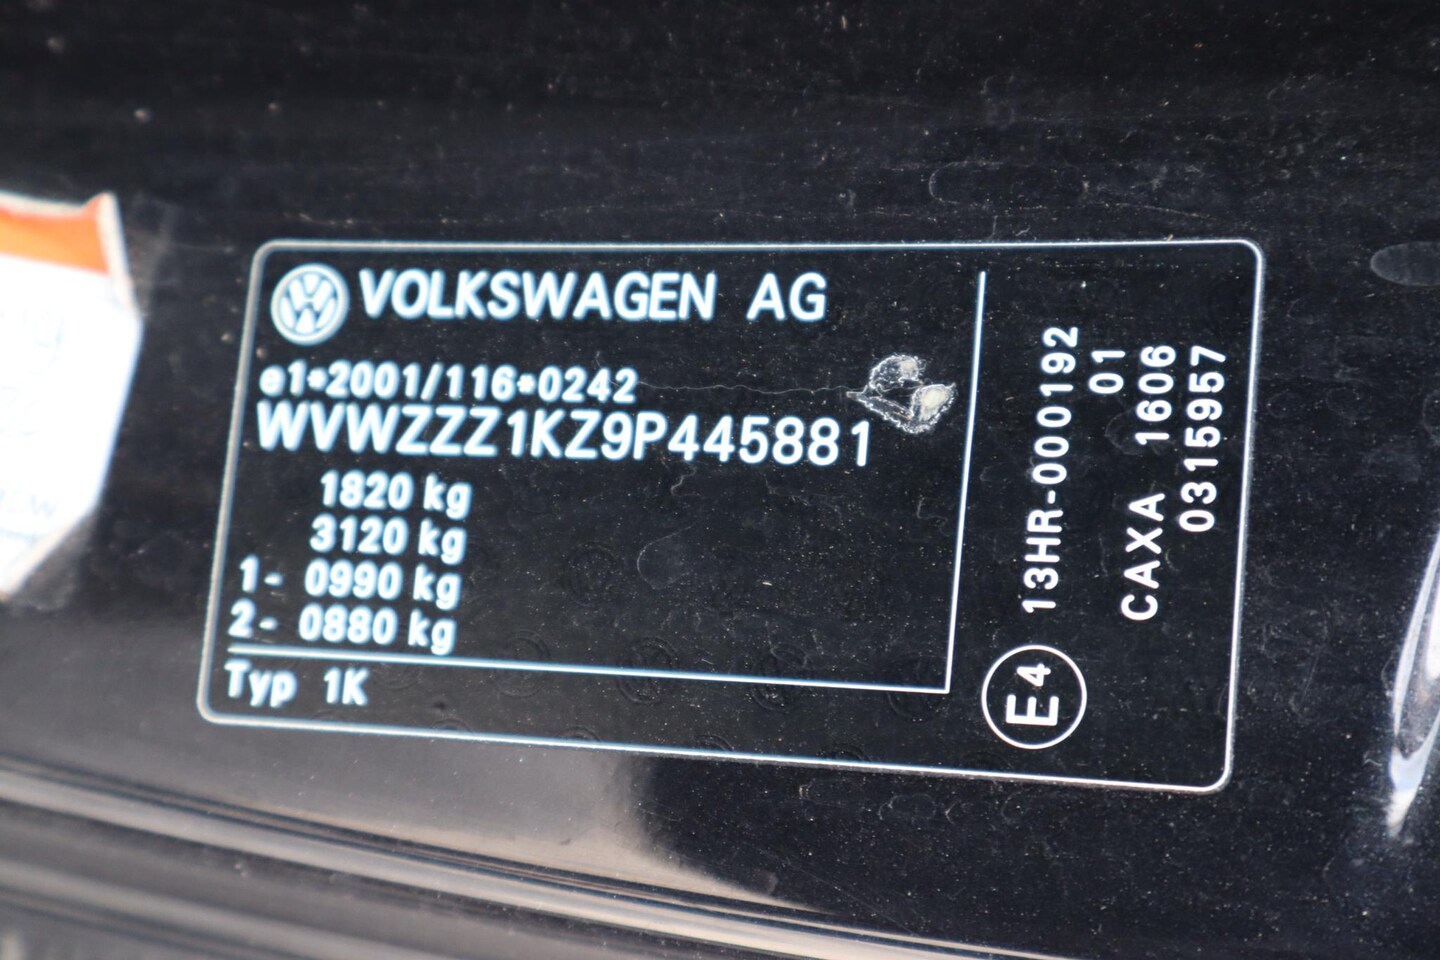 VOLKSWAGEN AG
e1*2001/116*0242
WVWZZZ1KZ9P445881
1820 kg
3120 kg
1- 0990 kg
2- 0880 kg
Typ 1K
E4 13HR-000192
01
CAXA 1606
0315957